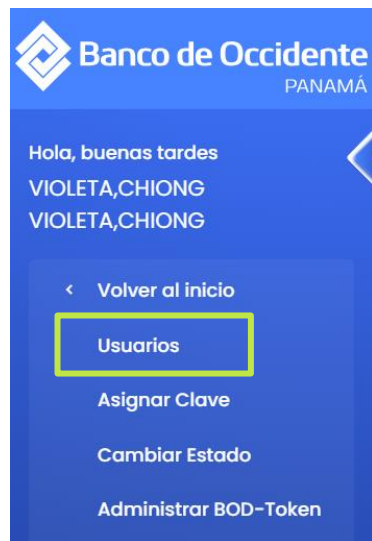 Banco de Occidente
PANAMÁ
Hola, buenas tardes
VIOLETA,CHIONG
VIOLETA,CHIONG
Volver al inicio
Usuarios
Asignar Clave
Cambiar Estado
Administrar BOD-Token